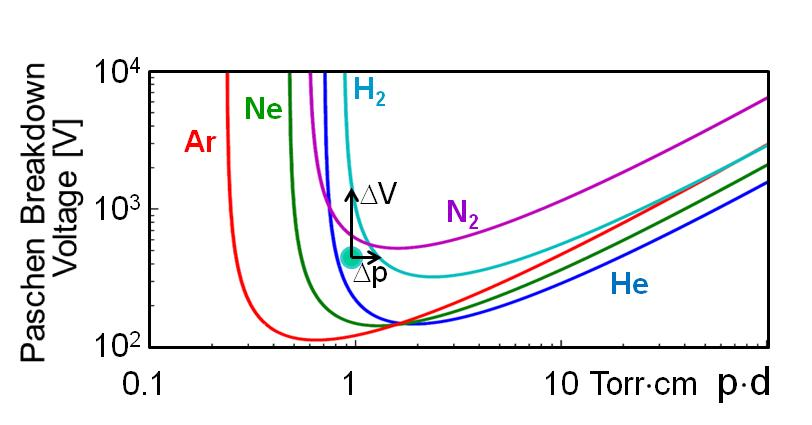 Paschen Breakdown
Voltage [V]
10⁴
10³
10²
Ar
Ne
H₂
N₂
He
ΔV
Δp
0.1
1
10
Torr·cm
p·d